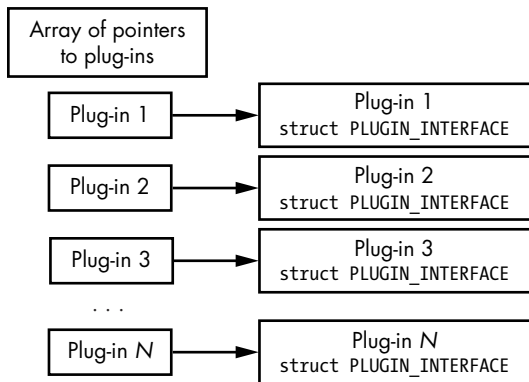 Array of pointers
to plug-ins
Plug-in 1
Plug-in 1
struct PLUGIN_INTERFACE
Plug-in 2
Plug-in 2
struct PLUGIN_INTERFACE
Plug-in 3
Plug-in 3
struct PLUGIN_INTERFACE
. . .
Plug-in N
Plug-in N
struct PLUGIN_INTERFACE